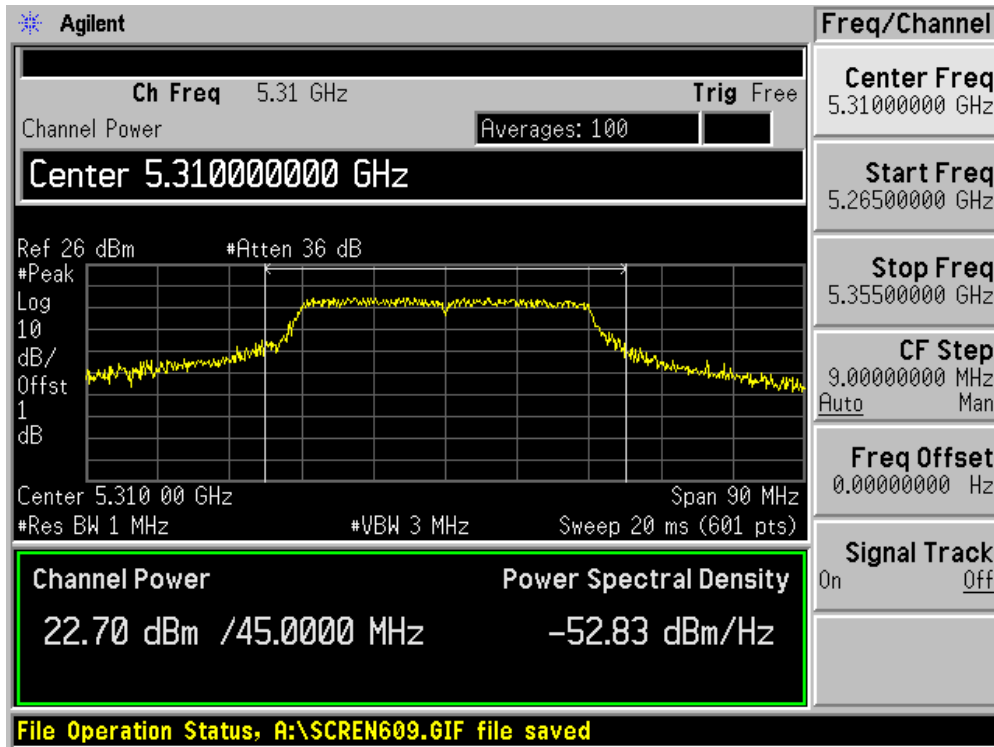 Agilent
Ch Freq 5.31 GHz Trig Free
Channel Power Averages: 100
Center 5.310000000 GHz
Ref 26 dBm #Atten 36 dB
#Peak
Log
10
dB/
Offst
1
dB
Center 5.310 00 GHz Span 90 MHz
#Res BW 1 MHz #VBW 3 MHz Sweep 20 ms (601 pts)
Channel Power Power Spectral Density
22.70 dBm /45.0000 MHz -52.83 dBm/Hz
File Operation Status, A:\SCREN609.GIF file saved
Freq/Channel
Center Freq
5.31000000 GHz
Start Freq
5.26500000 GHz
Stop Freq
5.35500000 GHz
CF Step
9.00000000 MHz
Auto Man
Freq Offset
0.00000000 Hz
Signal Track
On Off